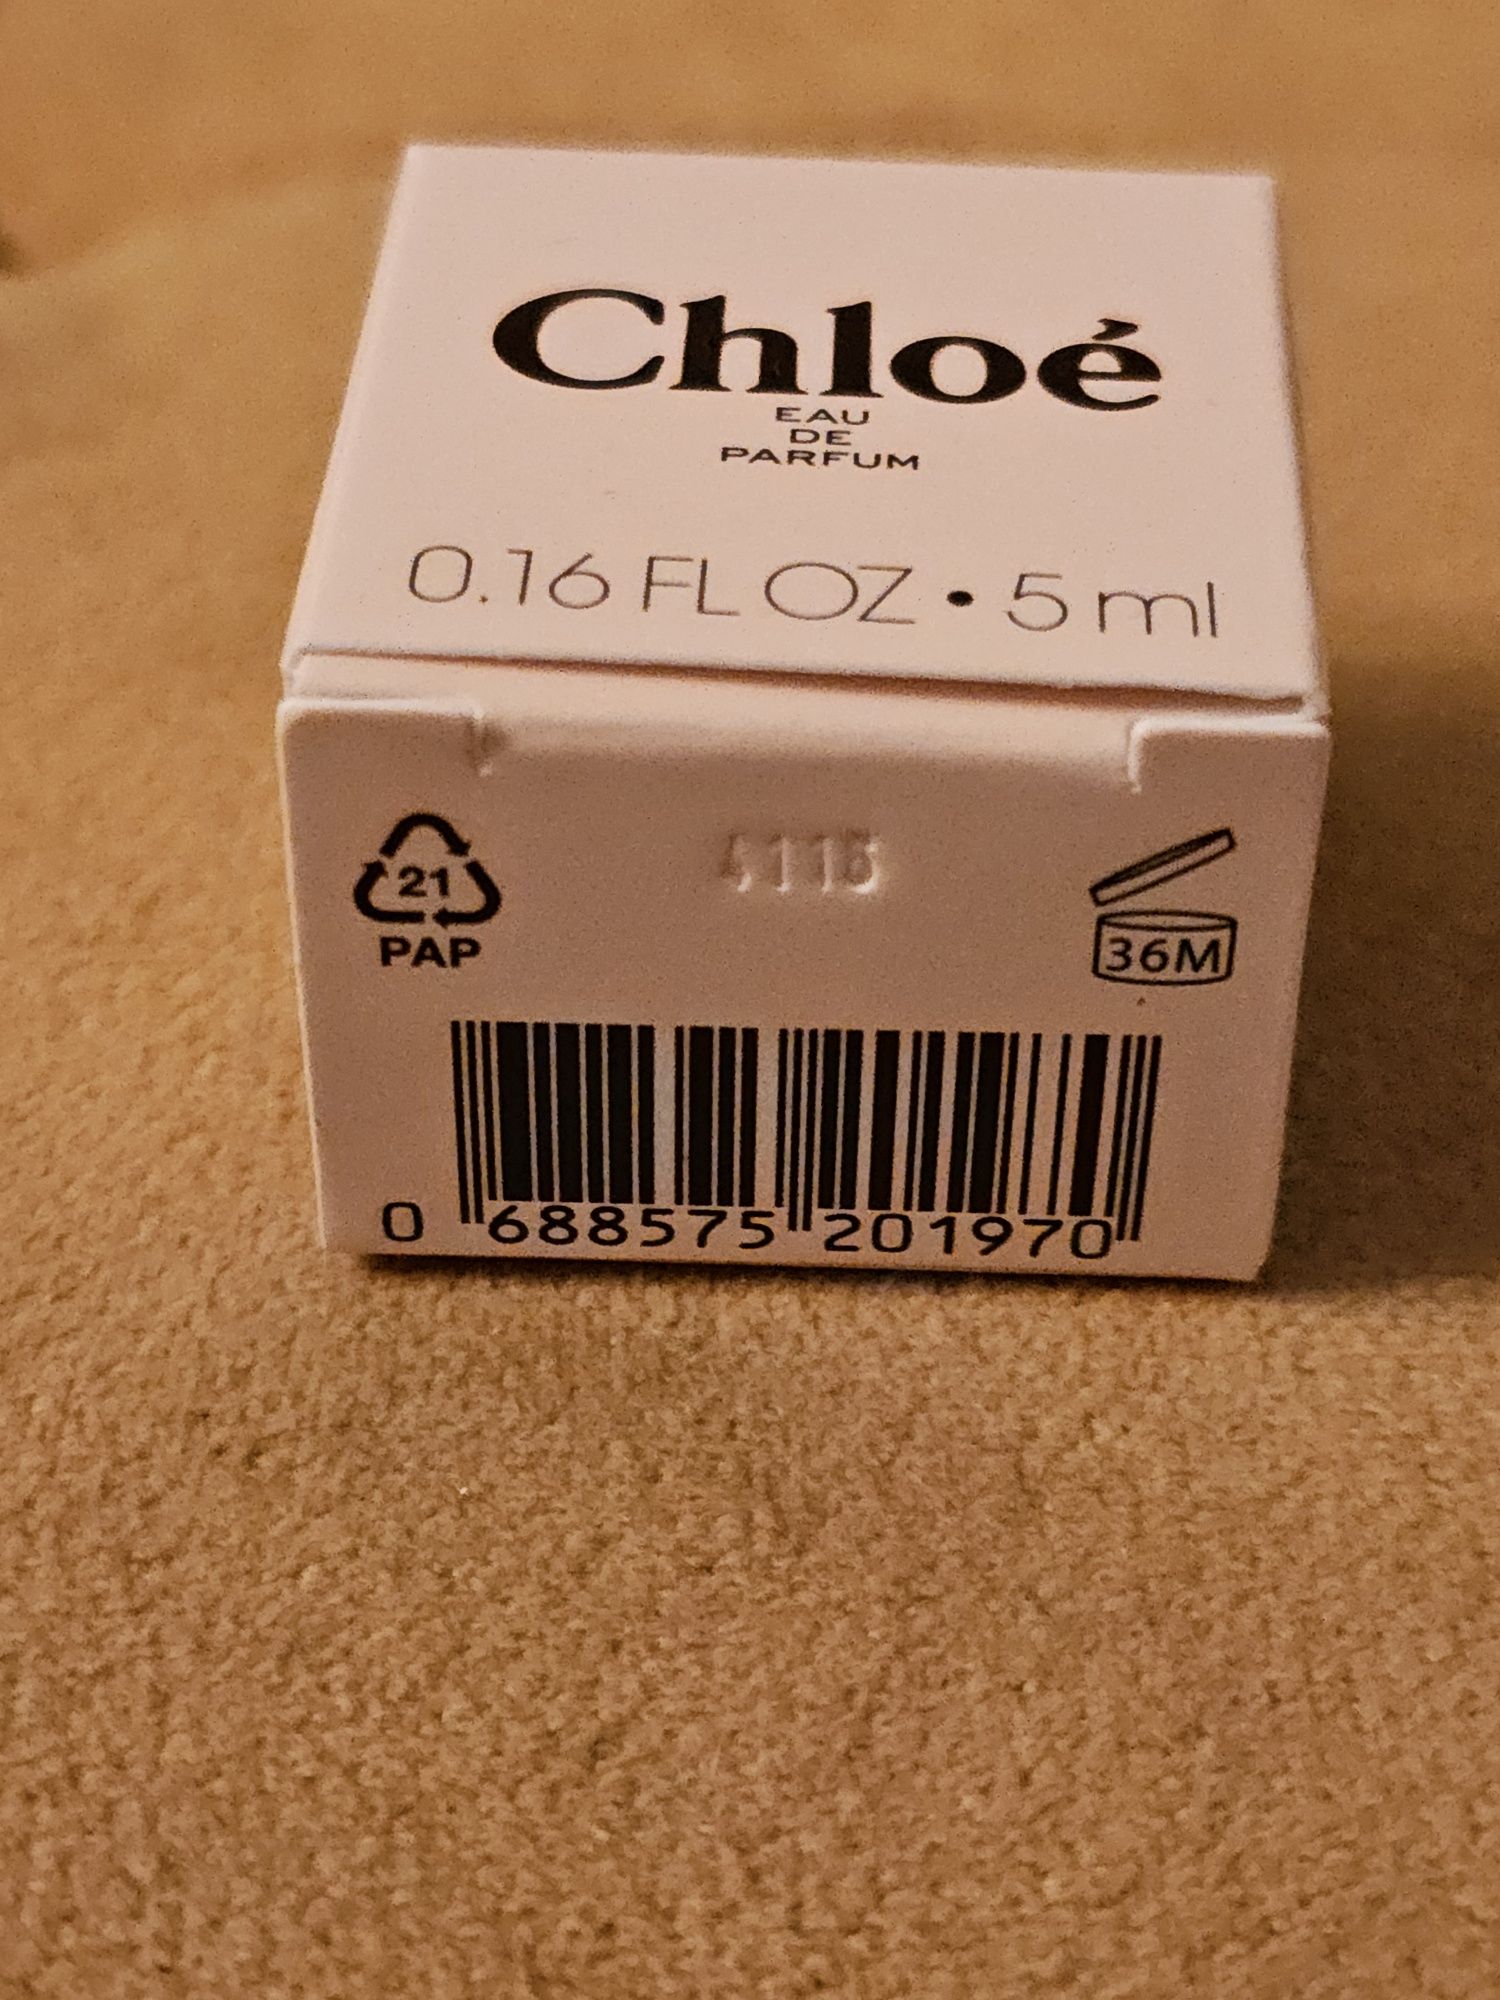 Chloé
EAU
DE
PARFUM
0.16 FL OZ • 5 ml
21
PAP
36M
0 688575 201970